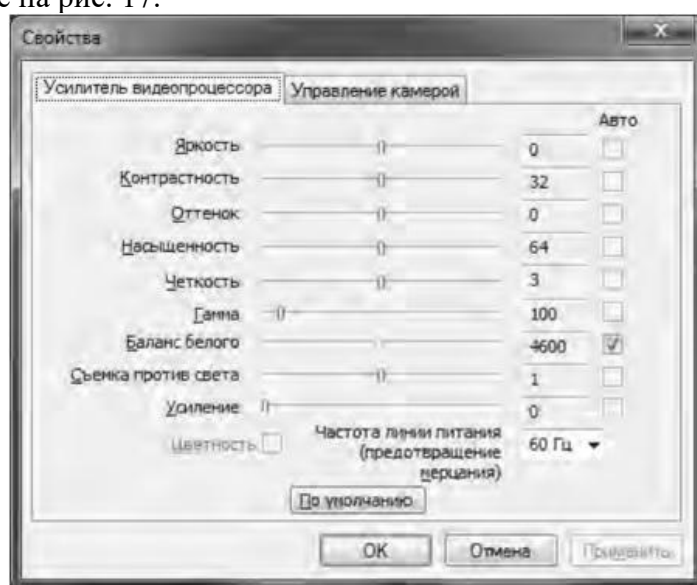 с на рис. 17.
Свойства
Усилитель видеопроцессора Управление камерой
Авто
Яркость 0
Контрастность 32
Оттенок 0
Насыщенность 64
Четкость 3
Гамма 100
Баланс белого 4600
Съемка против света 1
Усиление 0
Цветность Частота линии питания 60 Гц
(предотвращение
мерцания)
По умолчанию
OK Отмена Применить